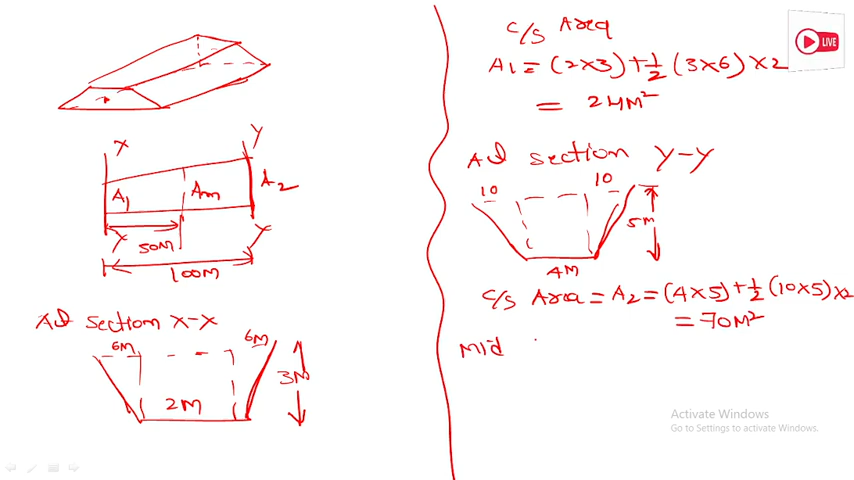 X
Y
A1
Am
A2
X
Y
50M
100M
At section X-X
6M
6M
3M
2M
C/S Area
A1 = (2×3) + 1/2 (3×6) × 2
= 24M²
At section Y-Y
10
10
5M
4M
C/S Area = A2 = (4×5) + 1/2 (10×5) × 2
= 70M²
Mid
LIVE
Activate Windows
Go to Settings to activate Windows.